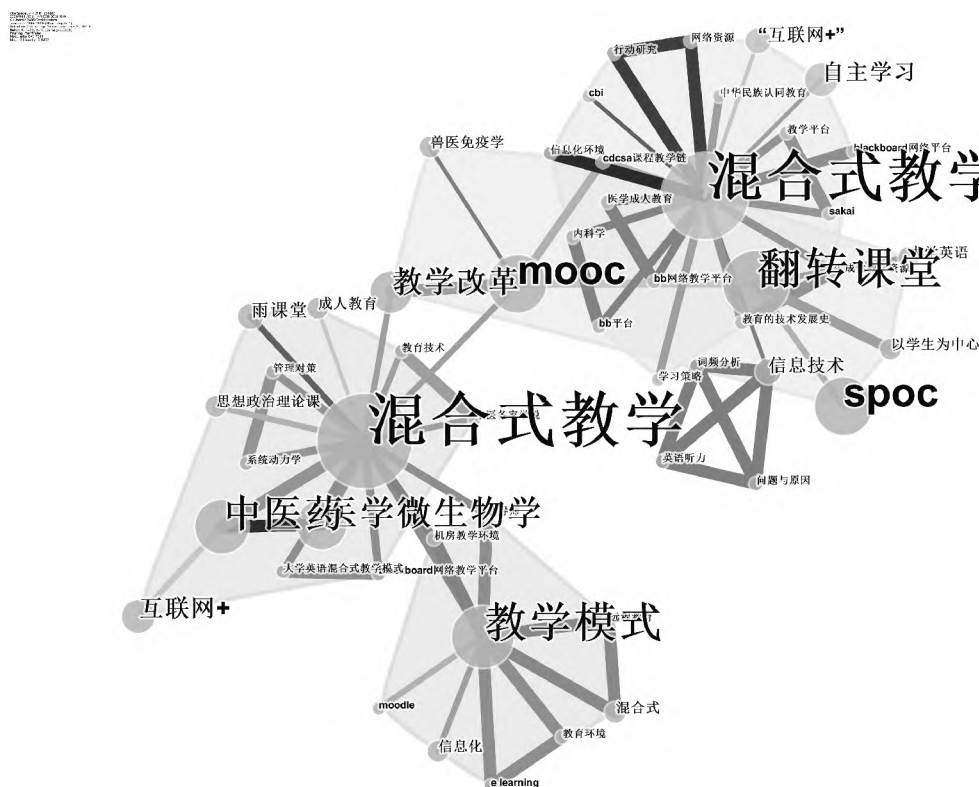 “互联网+”
网络资源
行动研究
自主学习
cbi
中华民族认同教育
教学平台
兽医免疫学
信息化环境
cdcsa课程教学链
blackboard网络平台
混合式教学
医学成人教育
sakai
内科学
翻转课堂
教学改革
mooc
bb网络教学平台
雨课堂
成人教育
bb平台
教育的技术发展史
以学生为中心
教育技术
词频分析
信息技术
管理对策
学习策略
思想政治理论课
混合式教学
spoc
系统动力学
英语听力
问题与原因
中医药
医学微生物学
机房教学环境
大学英语混合式教学模式
board网络教学平台
互联网+
教学模式
moodle
混合式
信息化
教育环境
e learning